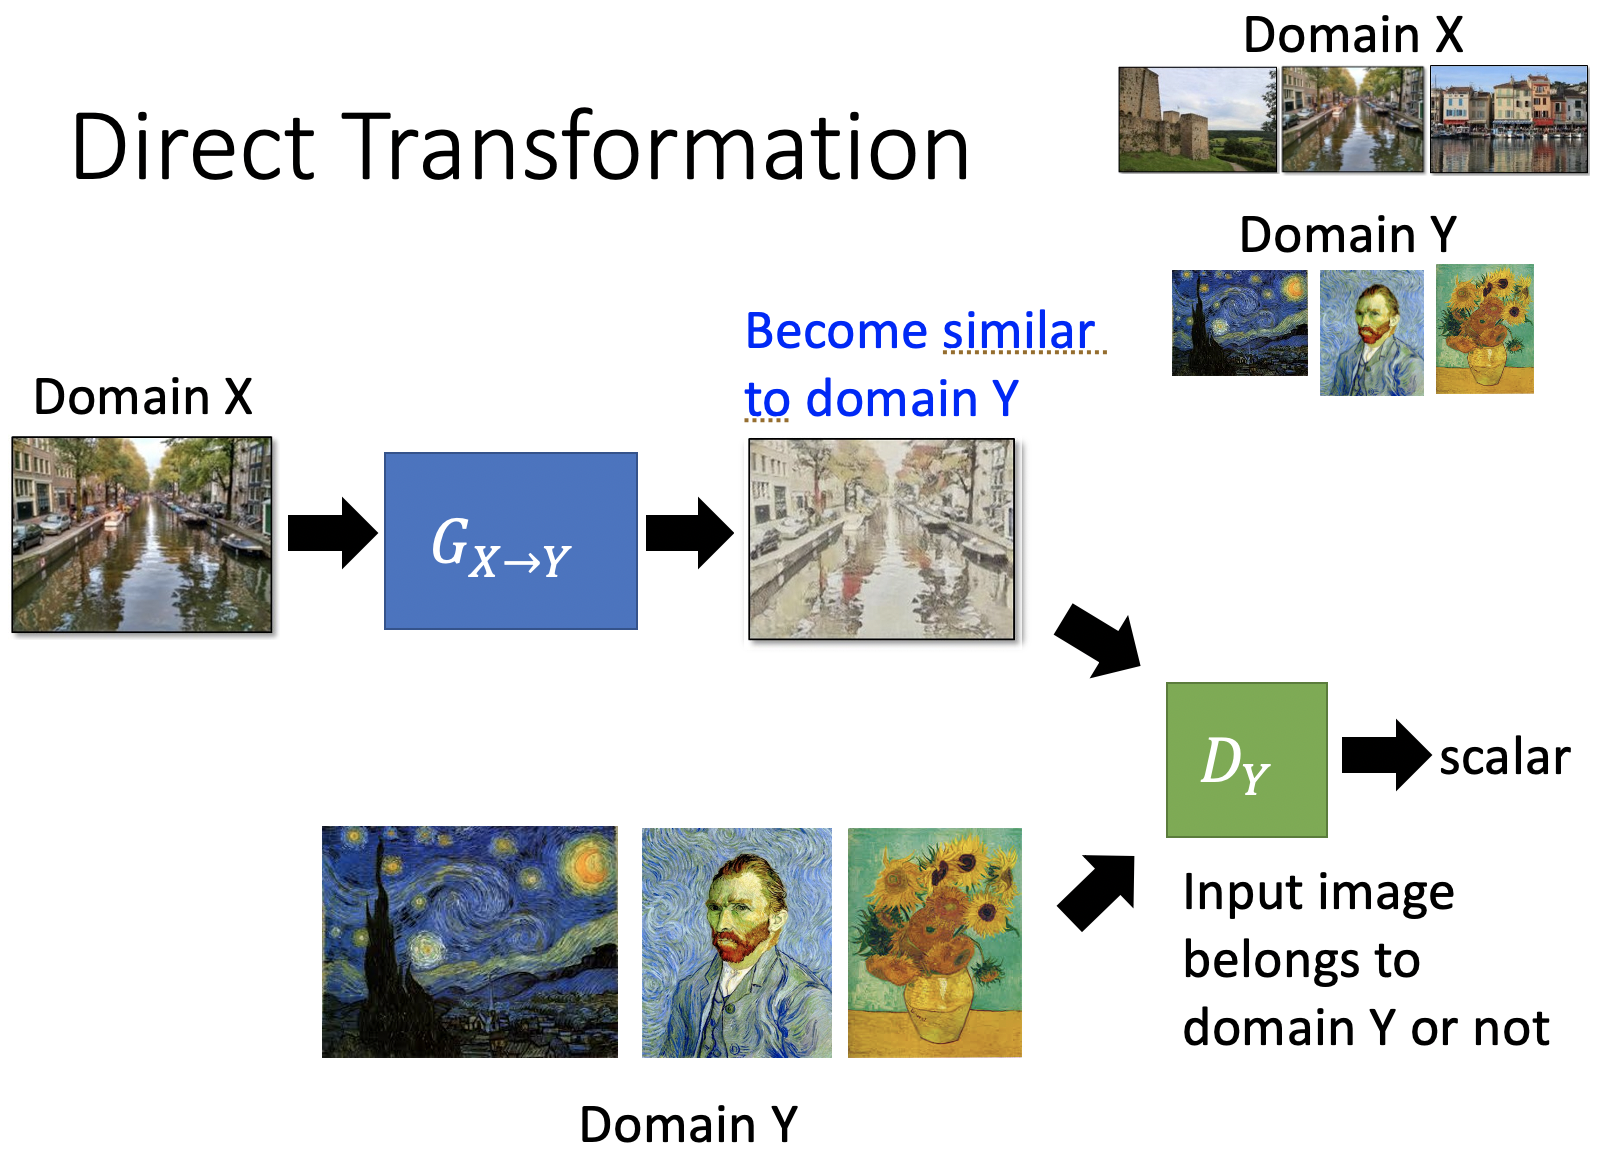 Direct Transformation
Domain X
Domain Y
Domain X
Become similar
to domain Y
G_{X→Y}
D_Y
scalar
Input image
belongs to
domain Y or not
Domain Y